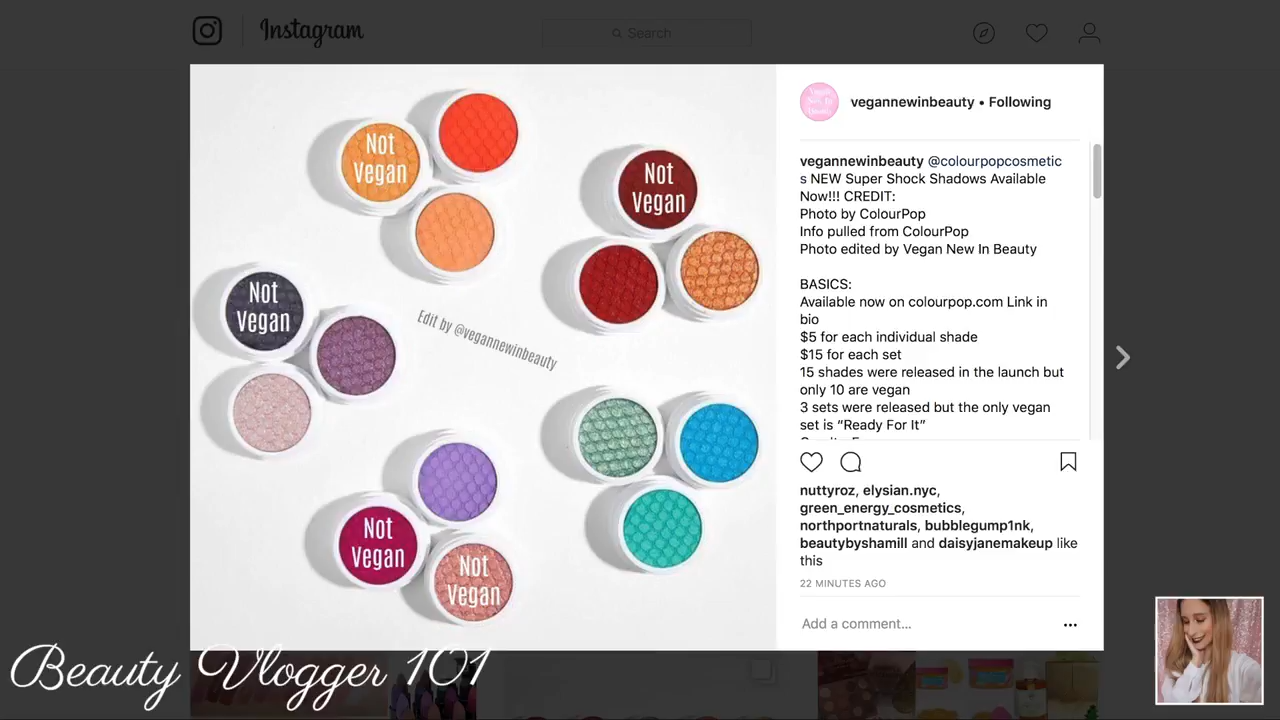 Instagram
Search
Not
Vegan
Not
Vegan
Not
Vegan
Edit by @vegannewinbeauty
Not
Vegan
Not
Vegan
vegannewinbeauty • Following
vegannewinbeauty @colourpopcosmetic
s NEW Super Shock Shadows Available
Now!!! CREDIT:
Photo by ColourPop
Info pulled from ColourPop
Photo edited by Vegan New In Beauty
BASICS:
Available now on colourpop.com Link in
bio
$5 for each individual shade
$15 for each set
15 shades were released in the launch but
only 10 are vegan
3 sets were released but the only vegan
set is “Ready For It”
nuttyroz, elysian.nyc,
green_energy_cosmetics,
northportnaturals, bubblegump1nk,
beautybyshamill and daisyjanemakeup like
this
22 MINUTES AGO
Add a comment...
Beauty Vlogger 101